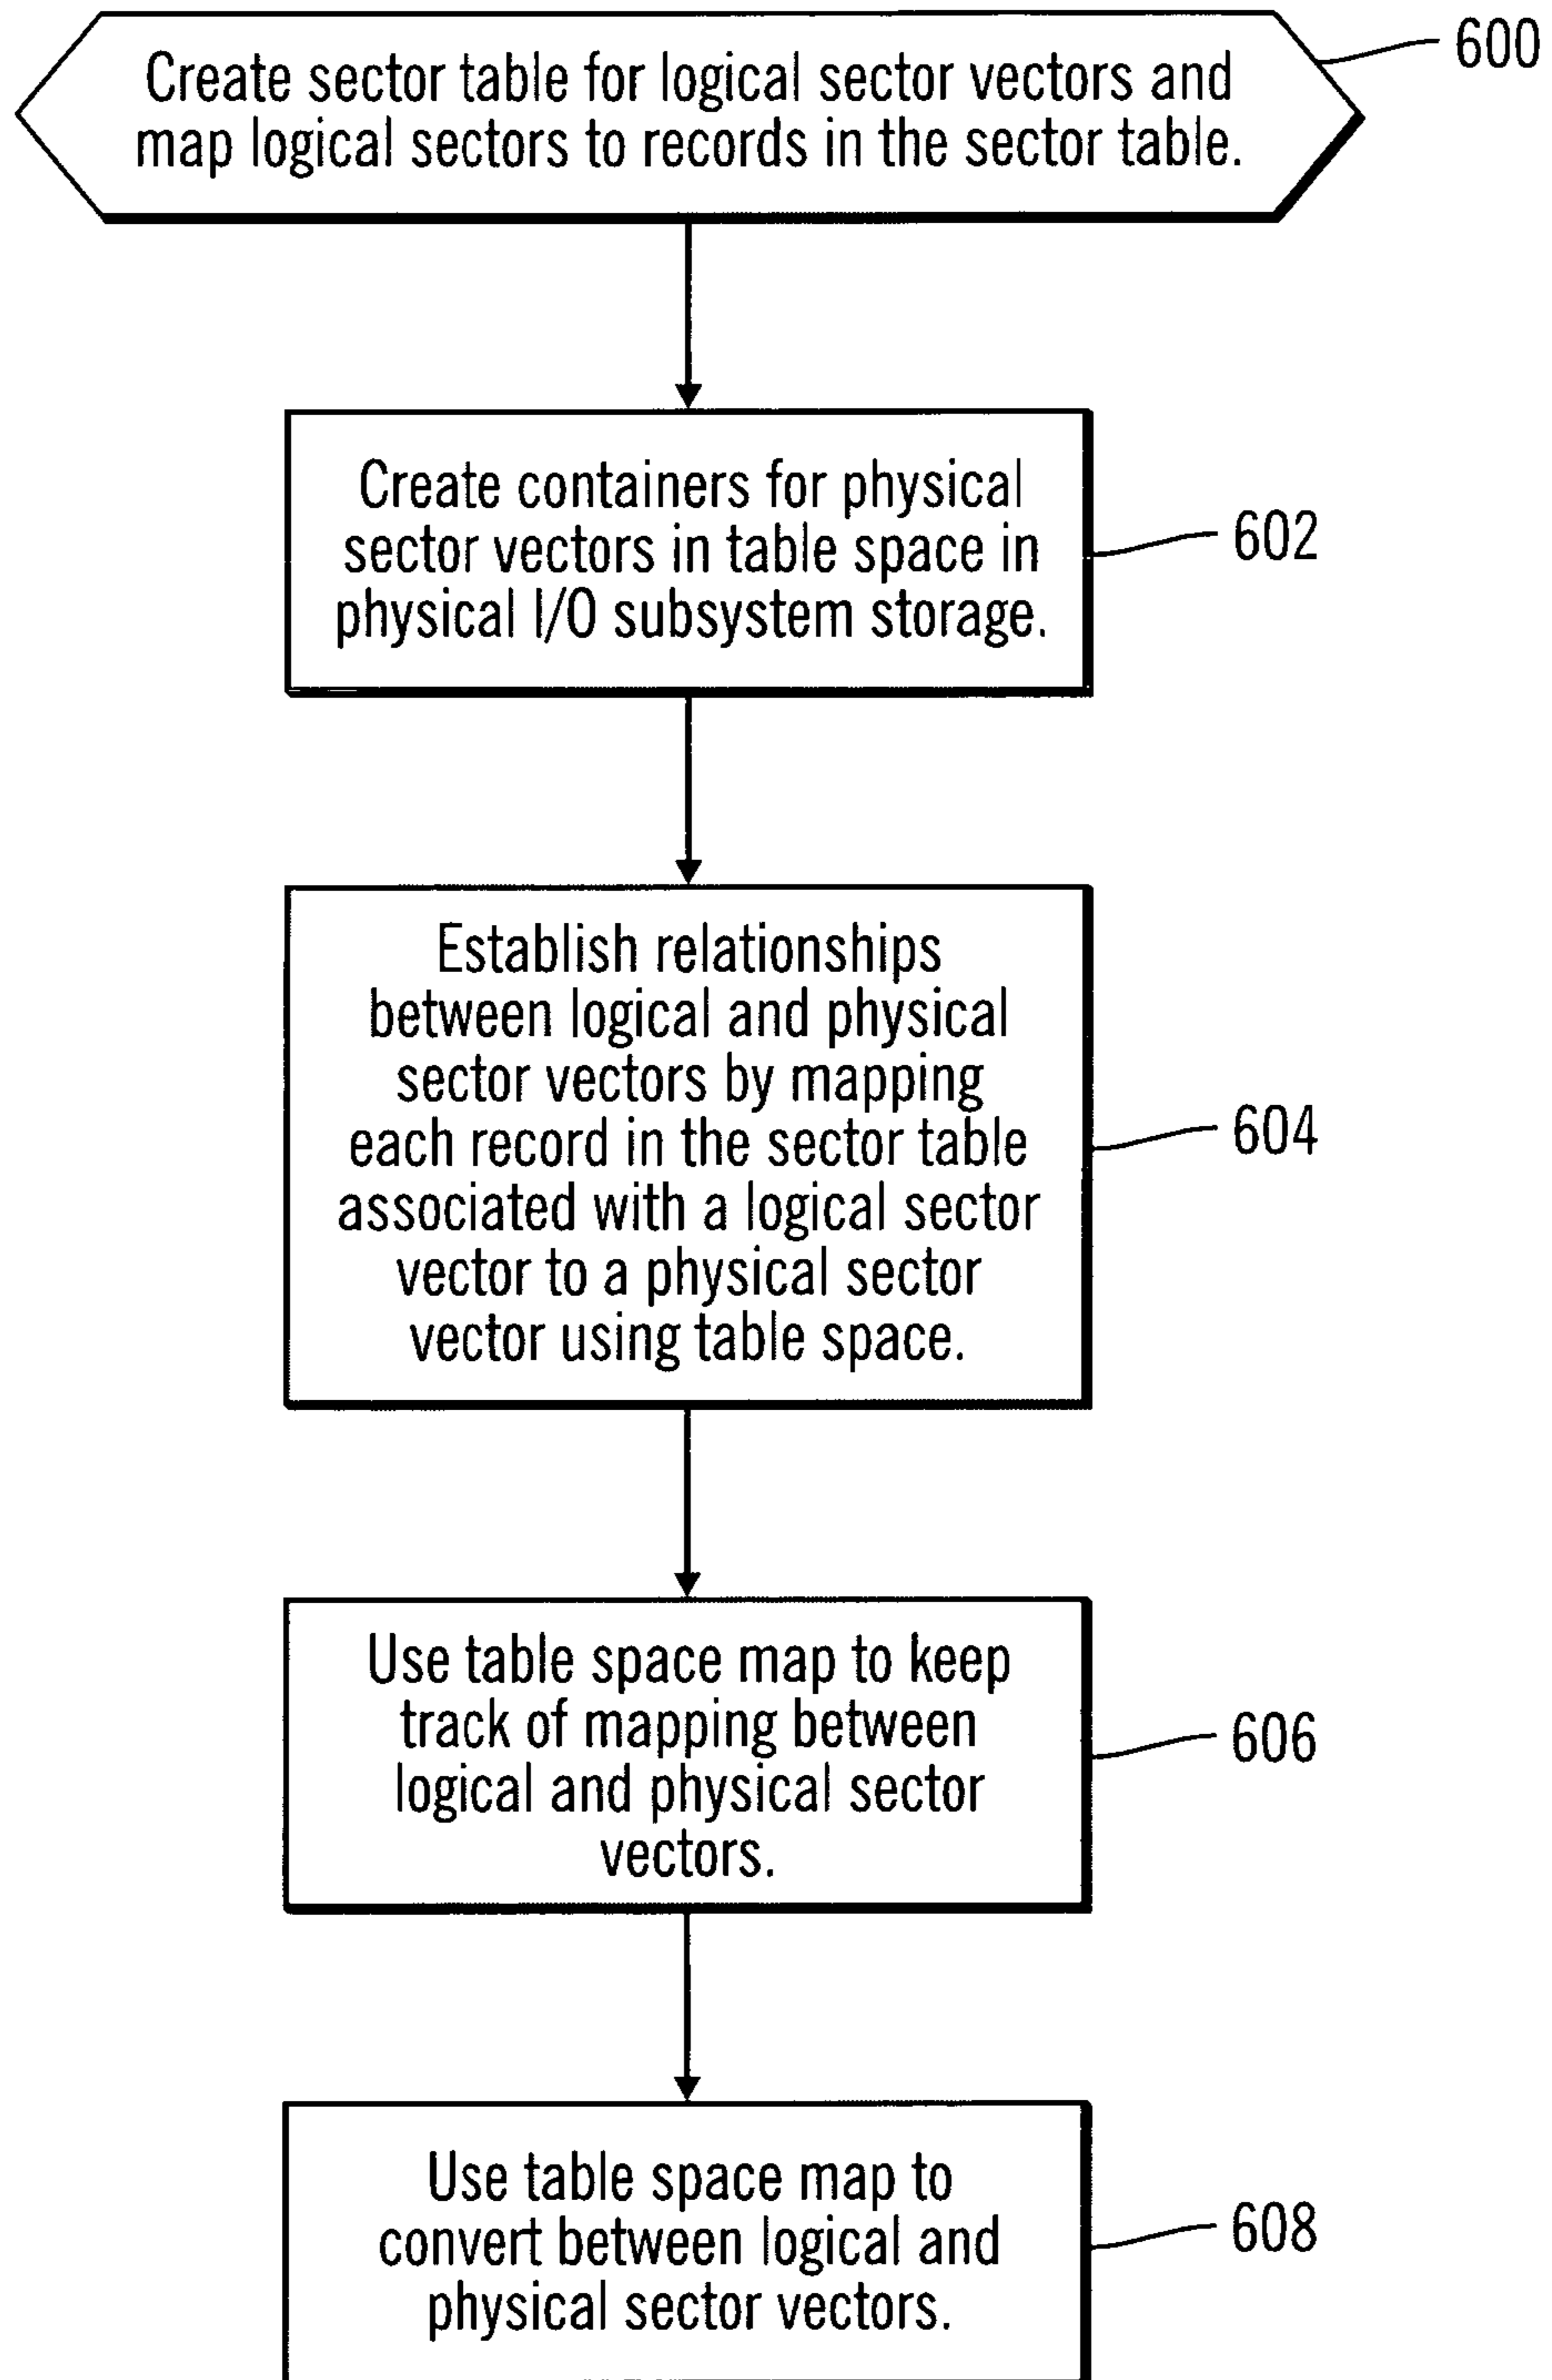 Create sector table for logical sector vectors and
map logical sectors to records in the sector table.
600
Create containers for physical
sector vectors in table space in
physical I/O subsystem storage.
602
Establish relationships
between logical and physical
sector vectors by mapping
each record in the sector table
associated with a logical sector
vector to a physical sector
vector using table space.
604
Use table space map to keep
track of mapping between
logical and physical sector
vectors.
606
Use table space map to
convert between logical and
physical sector vectors.
608